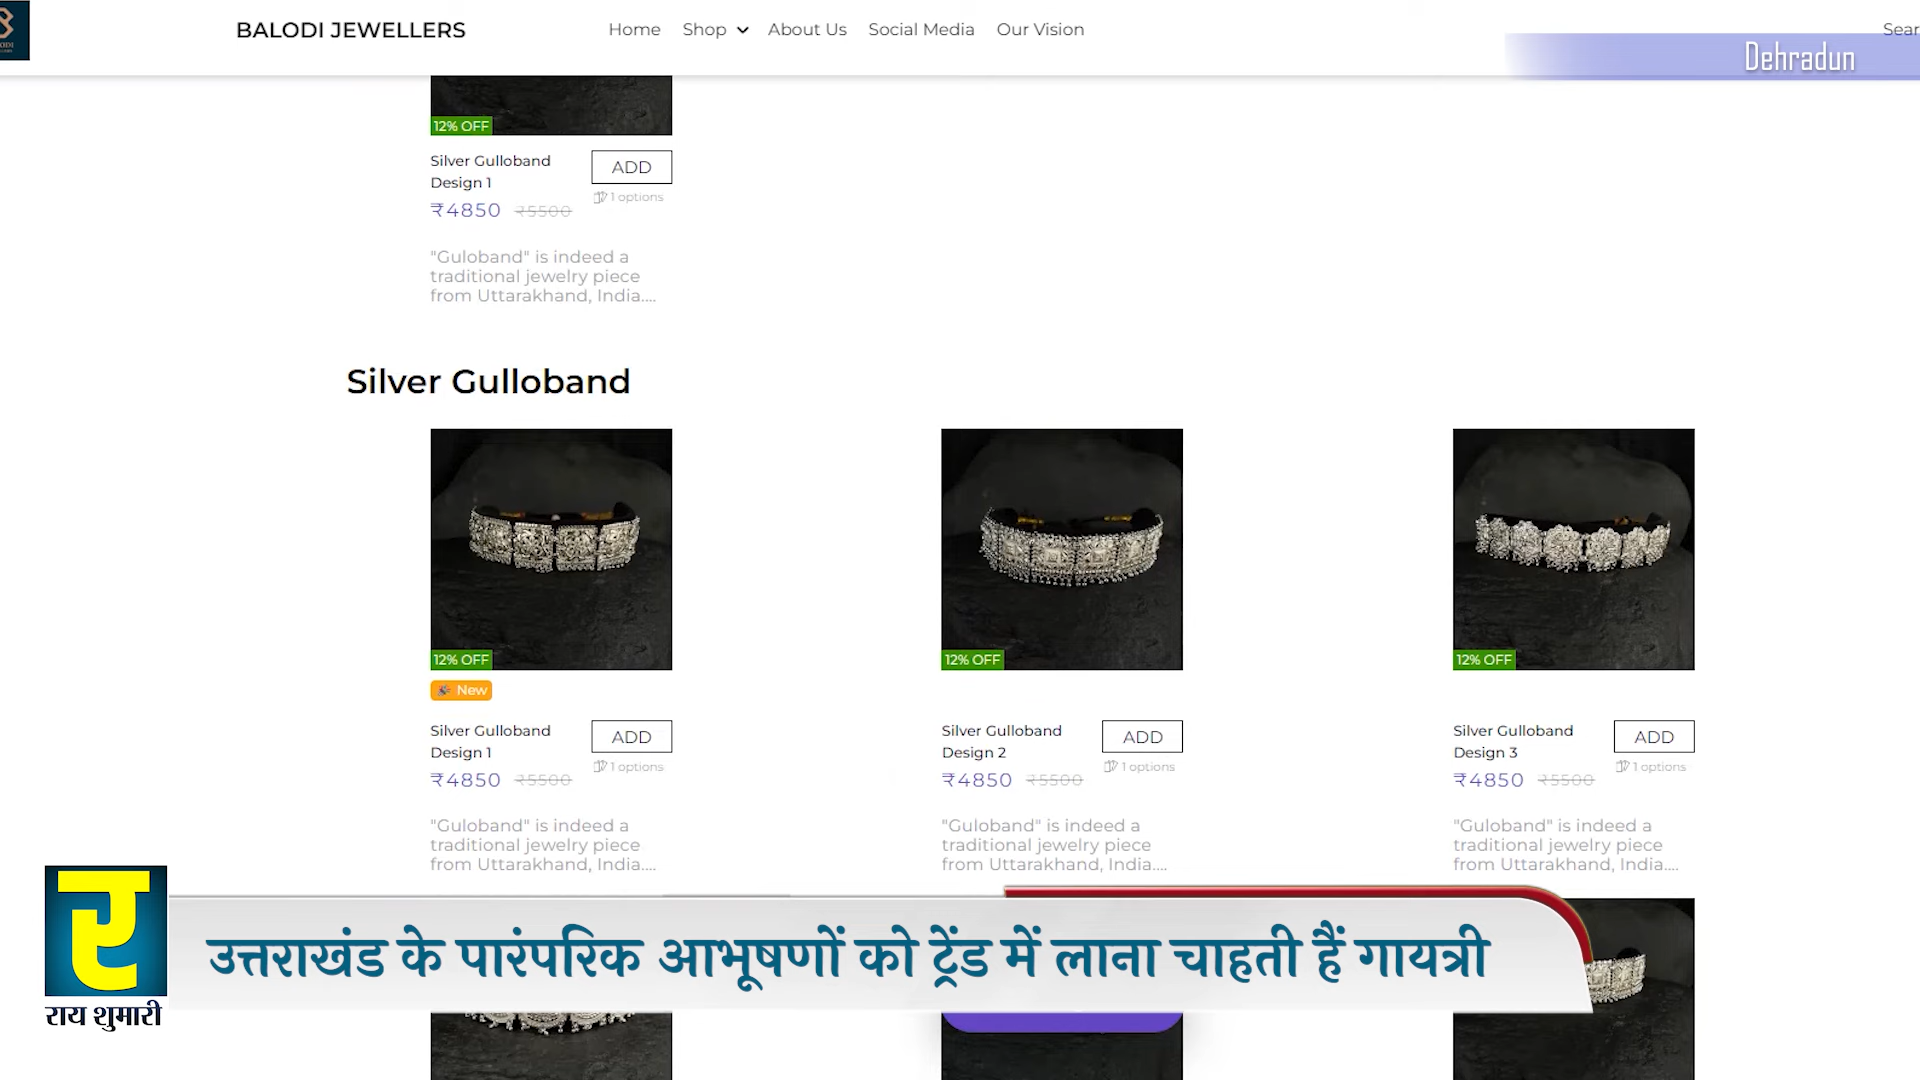 BALODI JEWELLERS
Home
Shop
About Us
Social Media
Our Vision
Dehradun
12% OFF
Silver Gulloband
Design 1
ADD
1 options
₹4850 ₹5500
"Guloband" is indeed a
traditional jewelry piece
from Uttarakhand, India....
Silver Gulloband
12% OFF
New
Silver Gulloband
Design 1
ADD
1 options
₹4850 ₹5500
"Guloband" is indeed a
traditional jewelry piece
from Uttarakhand, India....
12% OFF
Silver Gulloband
Design 2
ADD
1 options
₹4850 ₹5500
"Guloband" is indeed a
traditional jewelry piece
from Uttarakhand, India....
12% OFF
Silver Gulloband
Design 3
ADD
1 options
₹4850 ₹5500
"Guloband" is indeed a
traditional jewelry piece
from Uttarakhand, India....
र
राय शुमारी
उत्तराखंड के पारंपरिक आभूषणों को ट्रेंड में लाना चाहती हैं गायत्री